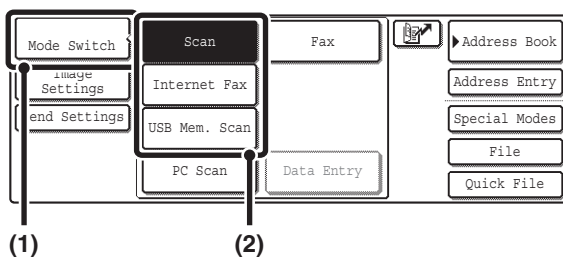 Mode Switch
Scan
Fax
Address Book
Image
Settings
Internet Fax
Address Entry
end Settings
USB Mem. Scan
Special Modes
PC Scan
Data Entry
File
Quick File
(1)
(2)